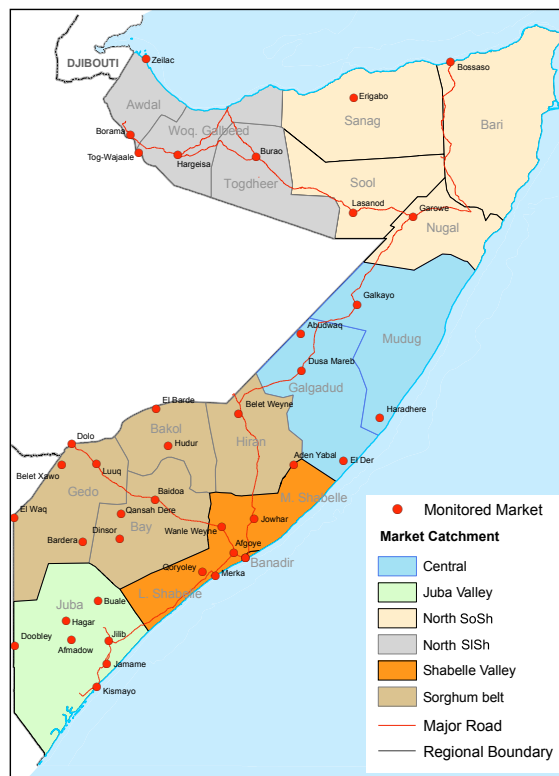 DJIBOUTI
Zeilac
Bossaso
Awdal
Erigabo
Sanag
Bari
Borama
Woq. Galbeed
Tog-Wajaale
Hargeisa
Burao
Togdheer
Sool
Lasanod
Garowe
Nugal
Galkayo
Abudwaq
Mudug
Dusa Mareb
Galgadud
El Barde
Belet Weyne
Haradhere
Bakol
Dolo
Hudur
Hiran
Belet Xawo
Luuq
Aden Yabal
El Der
Gedo
Baidoa
M. Shabelle
El Waq
Qansah Dere
Jowhar
Dinsor
Bay
Wanle Weyne
Bardera
Afgoye
Banadir
Qoryoley
Merka
L. Shabelle
Juba
Buale
Hagar
Doobley
Jilib
Afmadow
Jamame
Kismayo
Monitored Market
Market Catchment
Central
Juba Valley
North SoSh
North SlSh
Shabelle Valley
Sorghum belt
Major Road
Regional Boundary